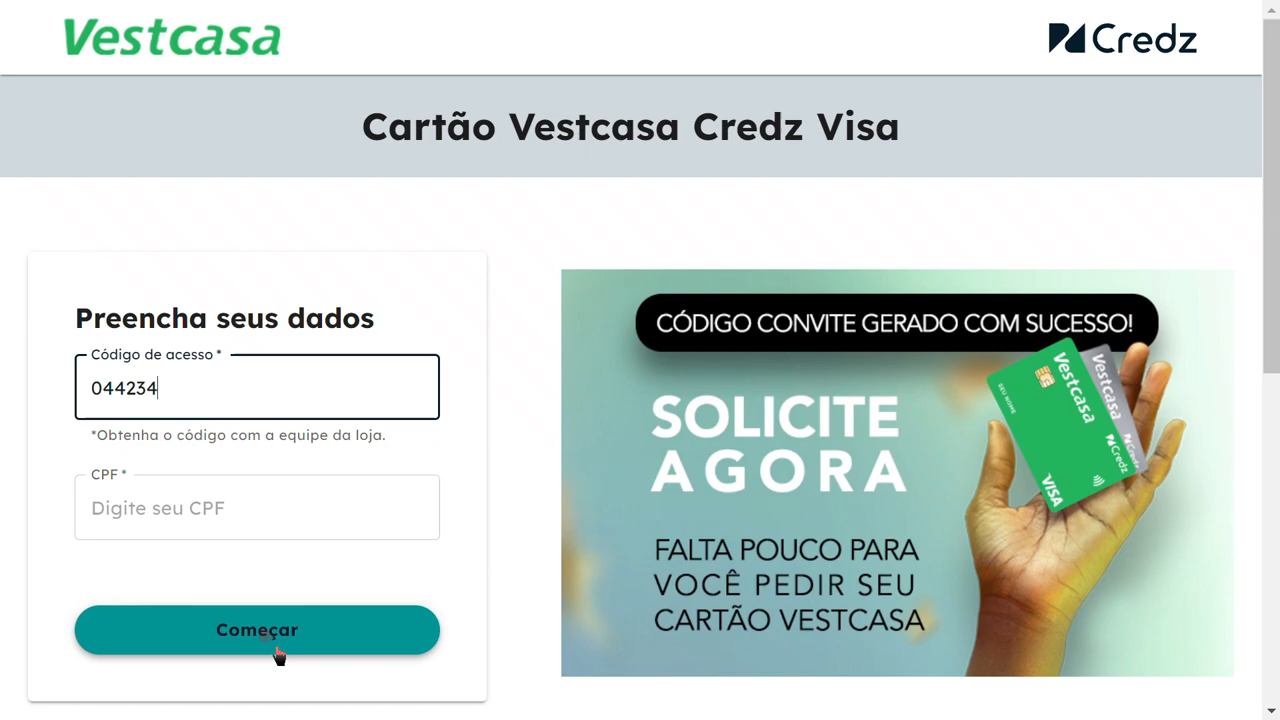 Vestcasa
Credz
Cartão Vestcasa Credz Visa
Preencha seus dados
Código de acesso *
044234
*Obtenha o código com a equipe da loja.
CPF *
Digite seu CPF
Começar
CÓDIGO CONVITE GERADO COM SUCESSO!
SOLICITE
AGORA
FALTA POUCO PARA
VOCÊ PEDIR SEU
CARTÃO VESTCASA
Vestcasa
Credz
VISA
Vestcasa